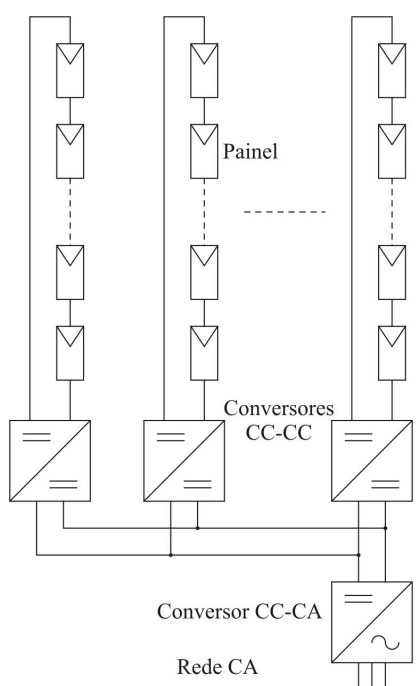 Painel
Conversores
CC-CC
Conversor CC-CA
Rede CA